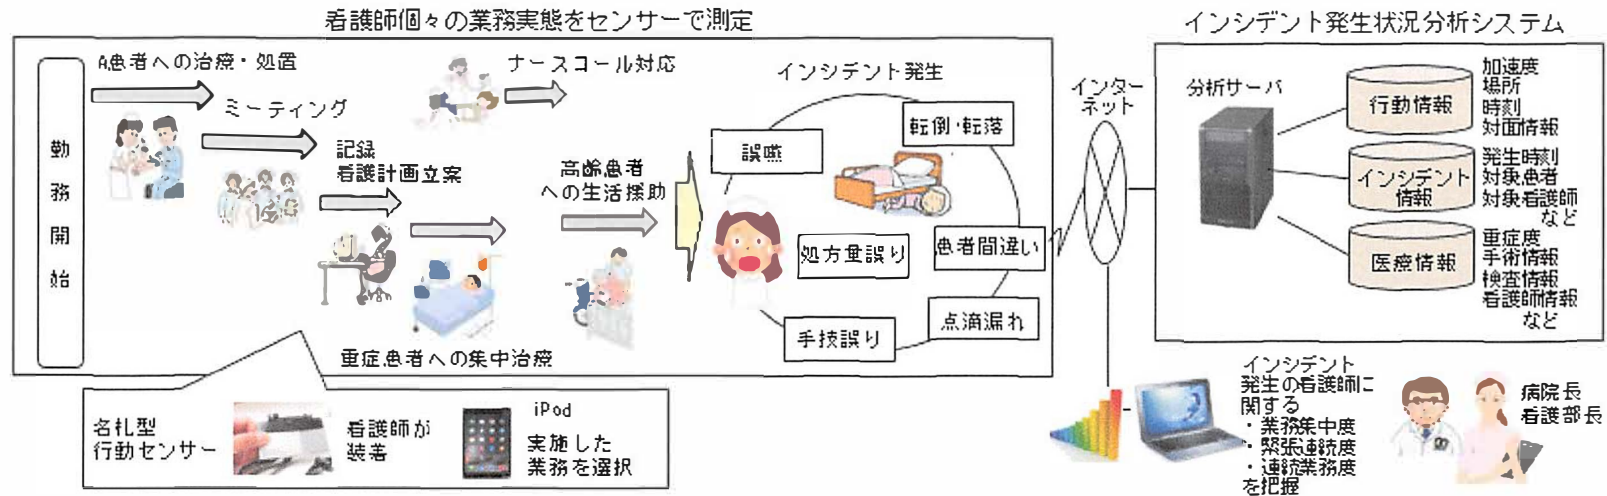 看護師個々の業務実態をセンサーで測定
インシデント発生状況分析システム
勤務開始
A患者への治療・処置
ミーティング
記録
看護計画立案
ナースコール対応
重症患者への集中治療
高齢患者
への生活援助
インシデント発生
誤嚥
転倒・転落
処方量誤り
患者間違い
点滴漏れ
手技誤り
名札型
行動センサー
看護師が
装着
iPod
実施した
業務を選択
インター
ネット
分析サーバ
行動情報
加速度
場所
時刻
対面情報
インシデント
情報
発生時刻
対象患者
対象看護師
など
医療情報
重症度
手術情報
検査情報
看護師情報
など
インシデント
発生の看護師に
関する
・業務集中度
・緊張連続度
・連続業務度
を把握
病院長
看護部長